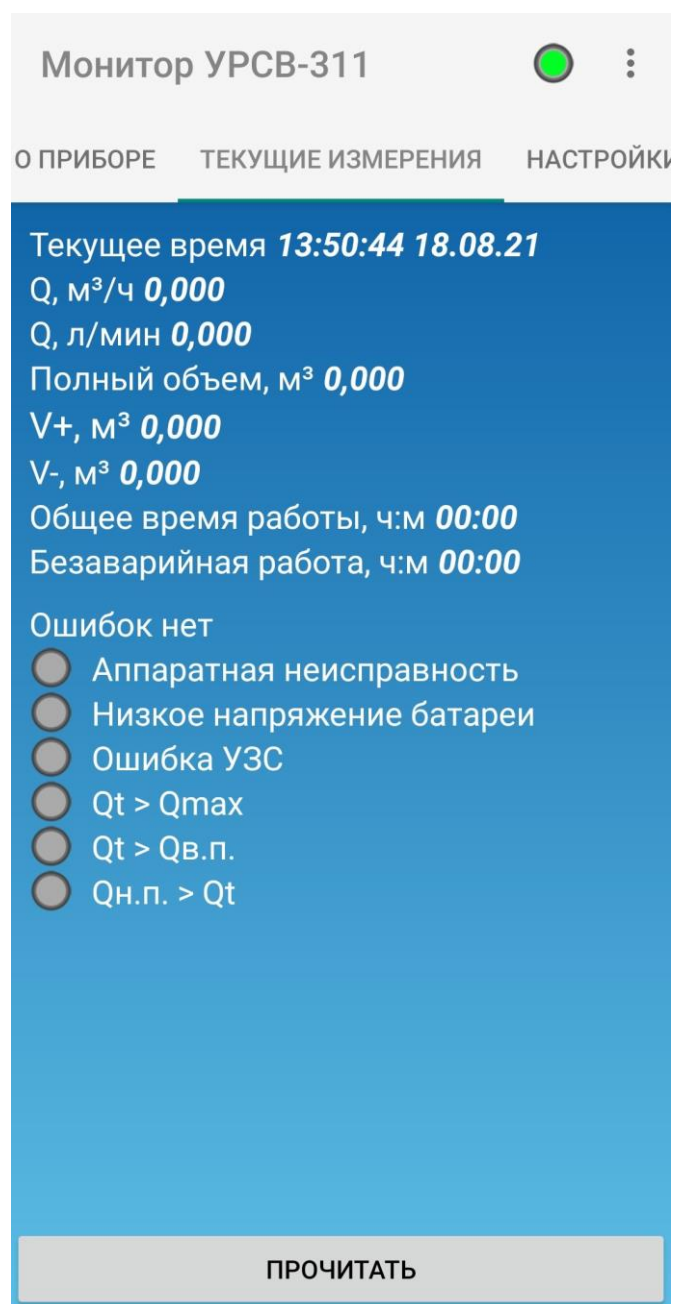 Монитор УРСВ-311
О ПРИБОРЕ ТЕКУЩИЕ ИЗМЕРЕНИЯ НАСТРОЙКИ
Текущее время 13:50:44 18.08.21
Q, м³/ч 0,000
Q, л/мин 0,000
Полный объем, м³ 0,000
V+, м³ 0,000
V-, м³ 0,000
Общее время работы, ч:м 00:00
Безаварийная работа, ч:м 00:00
Ошибок нет
Аппаратная неисправность
Низкое напряжение батареи
Ошибка УЗС
Qt > Qmax
Qt > Qв.п.
Qн.п. > Qt
ПРОЧИТАТЬ